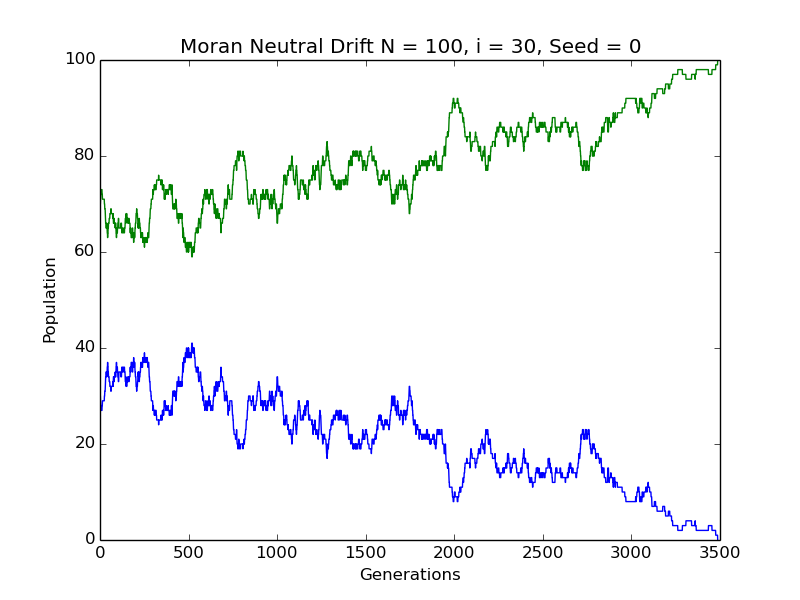 Moran Neutral Drift N = 100, i = 30, Seed = 0
100
80
60
40
20
0
Population
0 500 1000 1500 2000 2500 3000 3500
Generations